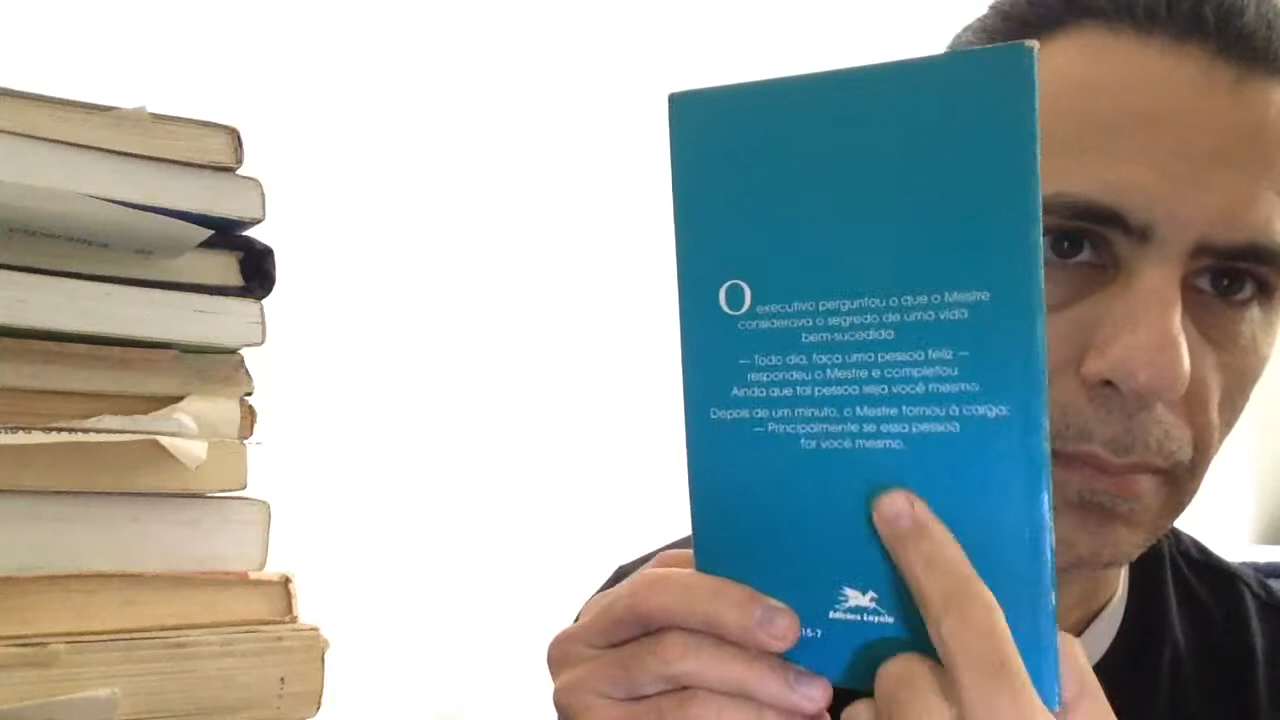 O executivo perguntou o que o Mestre
considerava o segredo de uma vida
bem-sucedida
— Todo dia, faça uma pessoa feliz —
respondeu o Mestre e completou:
Ainda que tal pessoa seja você mesmo.
Depois de um minuto, o Mestre tornou à carga:
— Principalmente se essa pessoa
for você mesmo.
Edições Loyola
15-7